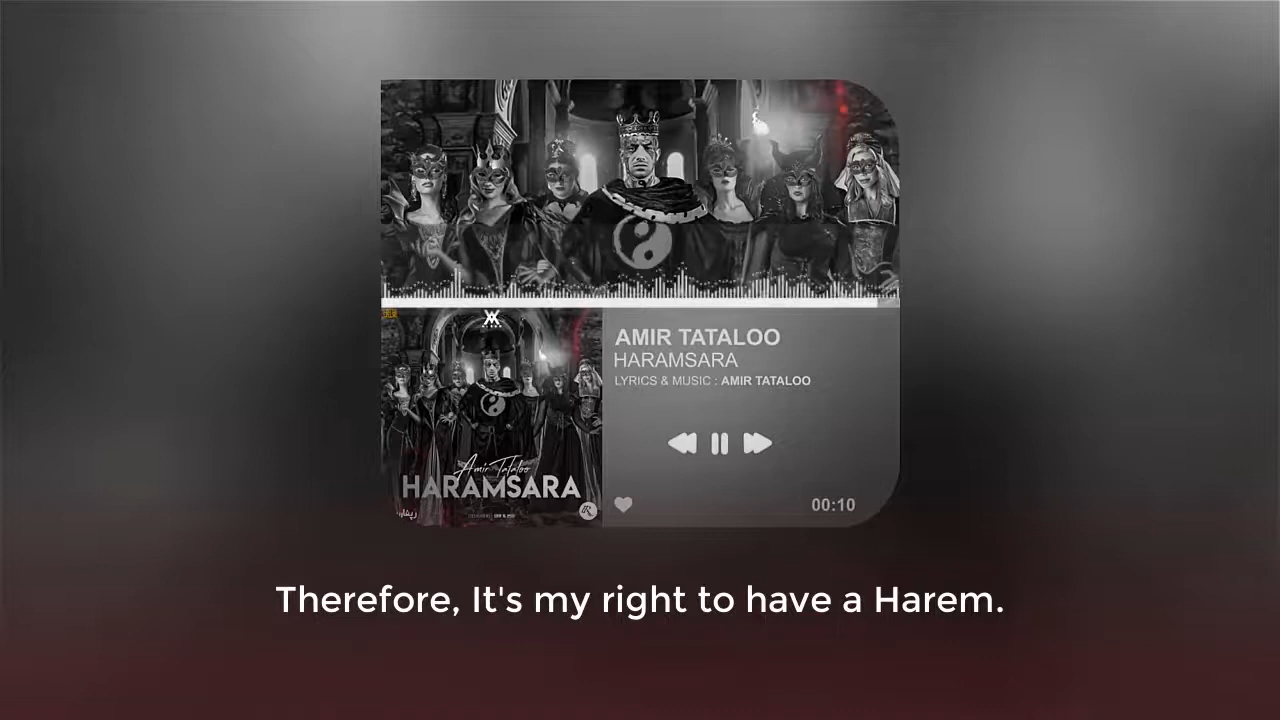 AMIR TATALOO
HARAMSARA
LYRICS & MUSIC : AMIR TATALOO
Amir Tataloo
HARAMSARA
00:10
Therefore, It's my right to have a Harem.